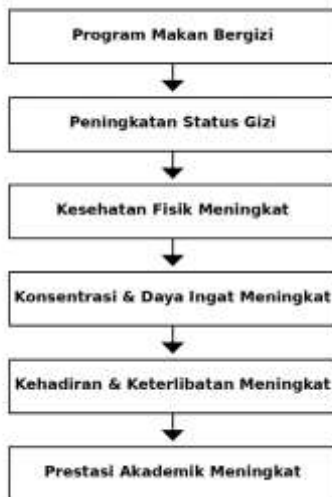 Program Makan Bergizi
Peningkatan Status Gizi
Kesehatan Fisik Meningkat
Konsentrasi & Daya Ingat Meningkat
Kehadiran & Keterlibatan Meningkat
Prestasi Akademik Meningkat